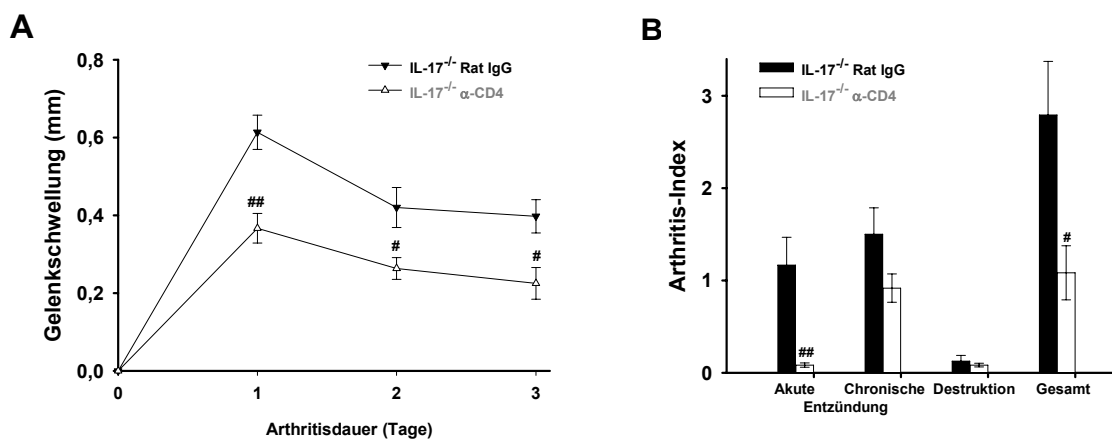 A
Gelenkschwellung (mm)
0,8
0,6
0,4
0,2
0,0
IL-17-/- Rat IgG
IL-17-/- α-CD4
##
#
#
0
1
2
3
Arthritisdauer (Tage)
B
Arthritis-Index
3
2
1
0
IL-17-/- Rat IgG
IL-17-/- α-CD4
##
#
Akute Chronische Destruktion Gesamt
Entzündung